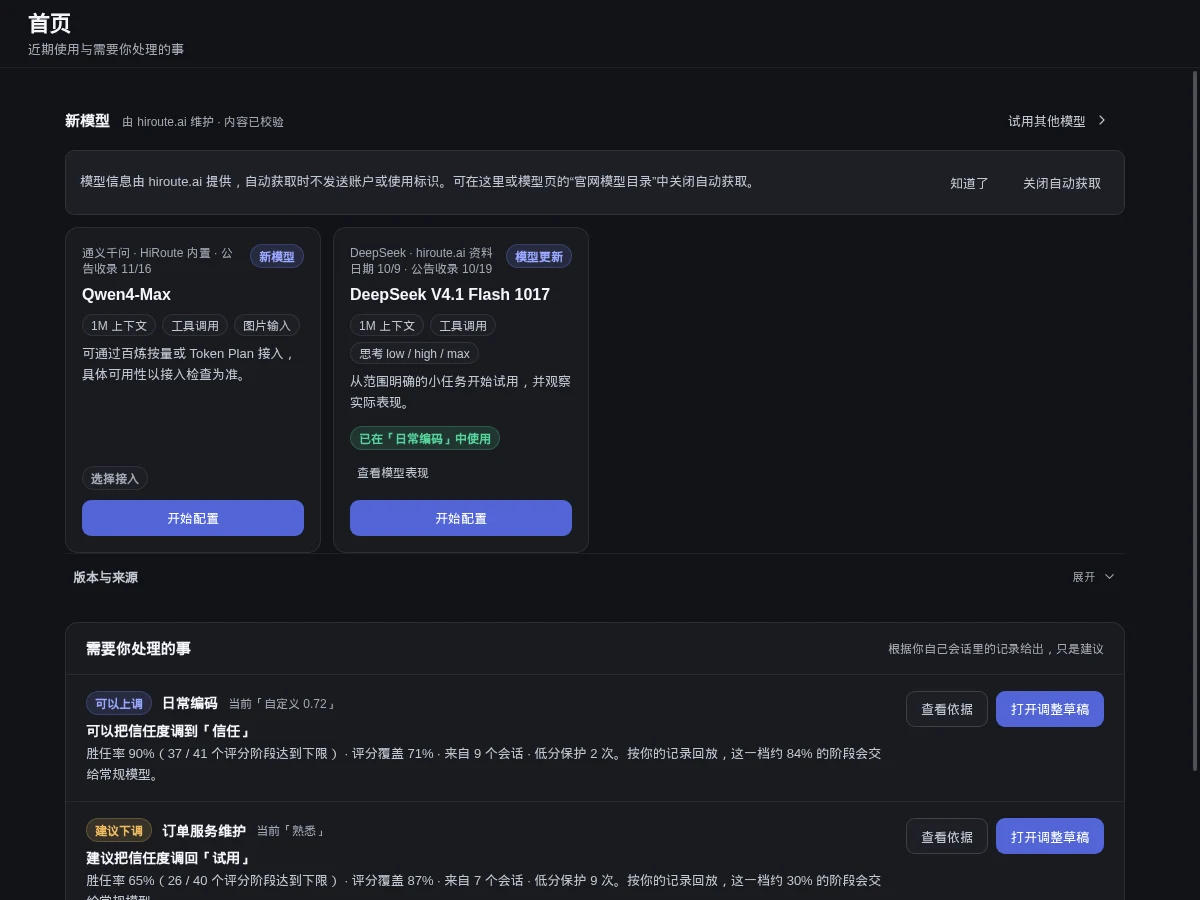 首页
近期使用与需要你处理的事
新模型 由 hiroute.ai 维护 · 内容已校验
试用其他模型
模型信息由 hiroute.ai 提供，自动获取时不发送账户或使用标识。可在这里或模型页的“官网模型目录”中关闭自动获取。
知道了 关闭自动获取
通义千问 · HiRoute 内置 · 公
告收录 11/16
新模型
Qwen4-Max
1M 上下文 工具调用 图片输入
可通过百炼按量或 Token Plan 接入，
具体可用性以接入检查为准。
选择接入
开始配置
DeepSeek · hiroute.ai 资料
日期 10/9 · 公告收录 10/19
模型更新
DeepSeek V4.1 Flash 1017
1M 上下文 工具调用
思考 low / high / max
从范围明确的小任务开始试用，并观察
实际表现。
已在「日常编码」中使用
查看模型表现
开始配置
版本与来源
展开
需要你处理的事
根据你自己会话里的记录给出，只是建议
可以上调 日常编码 当前「自定义 0.72」
可以把信任度调到「信任」
胜任率 90%（37 / 41 个评分阶段达到下限）· 评分覆盖 71% · 来自 9 个会话 · 低分保护 2 次。按你的记录回放，这一档约 84% 的阶段会交
给常规模型。
查看依据 打开调整草稿
建议下调 订单服务维护 当前「熟悉」
建议把信任度调回「试用」
胜任率 65%（26 / 40 个评分阶段达到下限）· 评分覆盖 87% · 来自 7 个会话 · 低分保护 9 次。按你的记录回放，这一档约 30% 的阶段会交
给常规模型。
查看依据 打开调整草稿